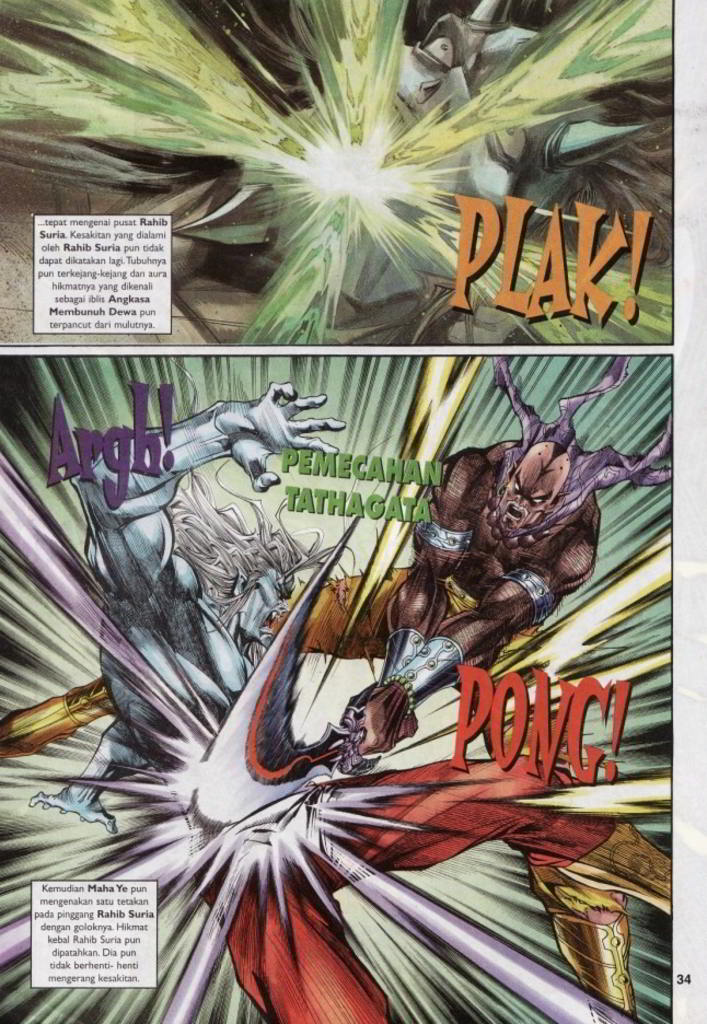 ...tepat mengenai pusat Rahib
Suria. Kesakitan yang dialami
oleh Rahib Suria pun tidak
dapat dikatakan lagi. Tubuhnya
pun terkejang-kejang dan aura
hikmatnya yang dikenali
sebagai iblis Angkasa
Membunuh Dewa pun
terpancut dari mulutnya.
PLAK!
Argh!
PEMECAHAN
TATHAGATA
PONG!
Kemudian Maha Ye pun
mengenakan satu tetakan
pada pinggang Rahib Suria
dengan goloknya. Hikmat
kebal Rahib Suria pun
dipatahkan. Dia pun
tidak berhenti- henti
mengerang kesakitan.
34